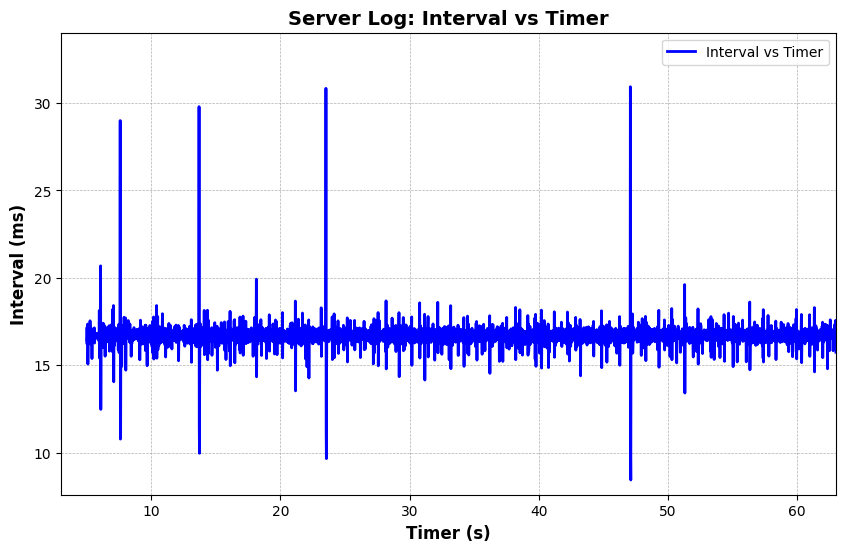 Server Log: Interval vs Timer
Interval vs Timer
30
25
20
15
10
Interval (ms)
10 20 30 40 50 60
Timer (s)